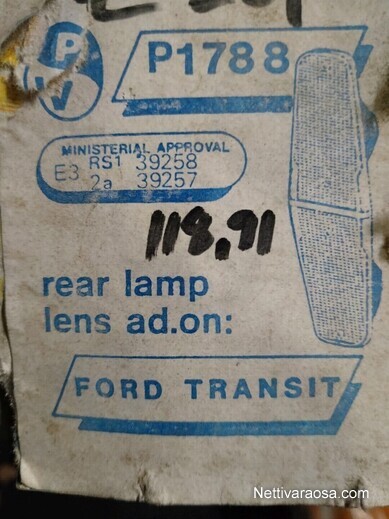 P V
P1788
MINISTERIAL APPROVAL
E3 RS1 39258
2a 39257
118,91
rear lamp
lens ad.on:
FORD TRANSIT
Nettivaraosa.com